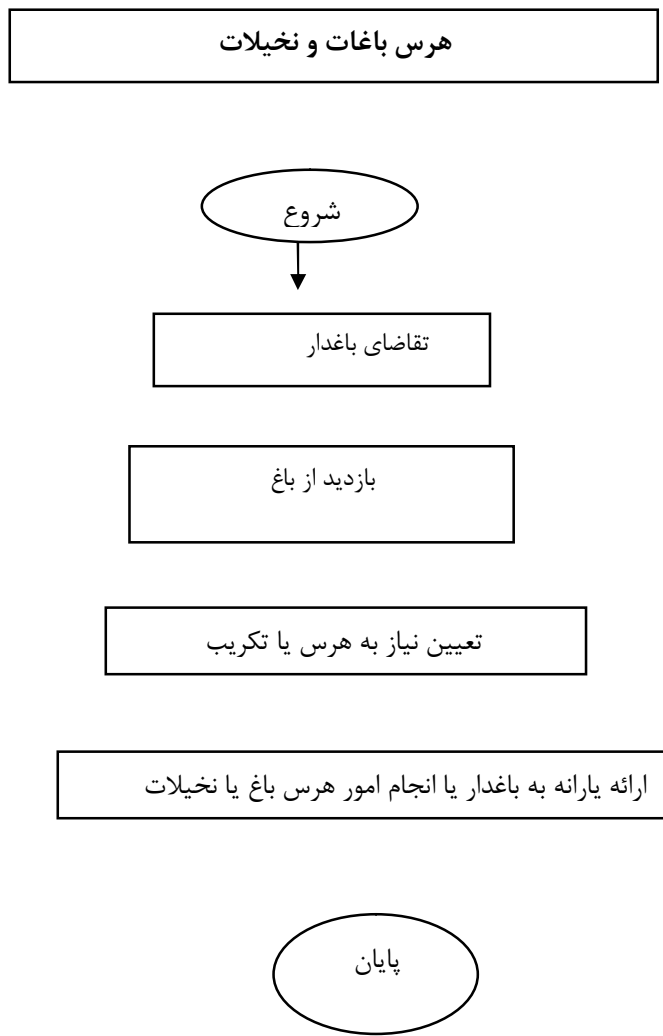 هرس باغات و نخیلات
شروع
تقاضای باغدار
بازدید از باغ
تعیین نیاز به هرس یا تکریب
ارائه یارانه به باغدار یا انجام امور هرس باغ یا نخیلات
پایان